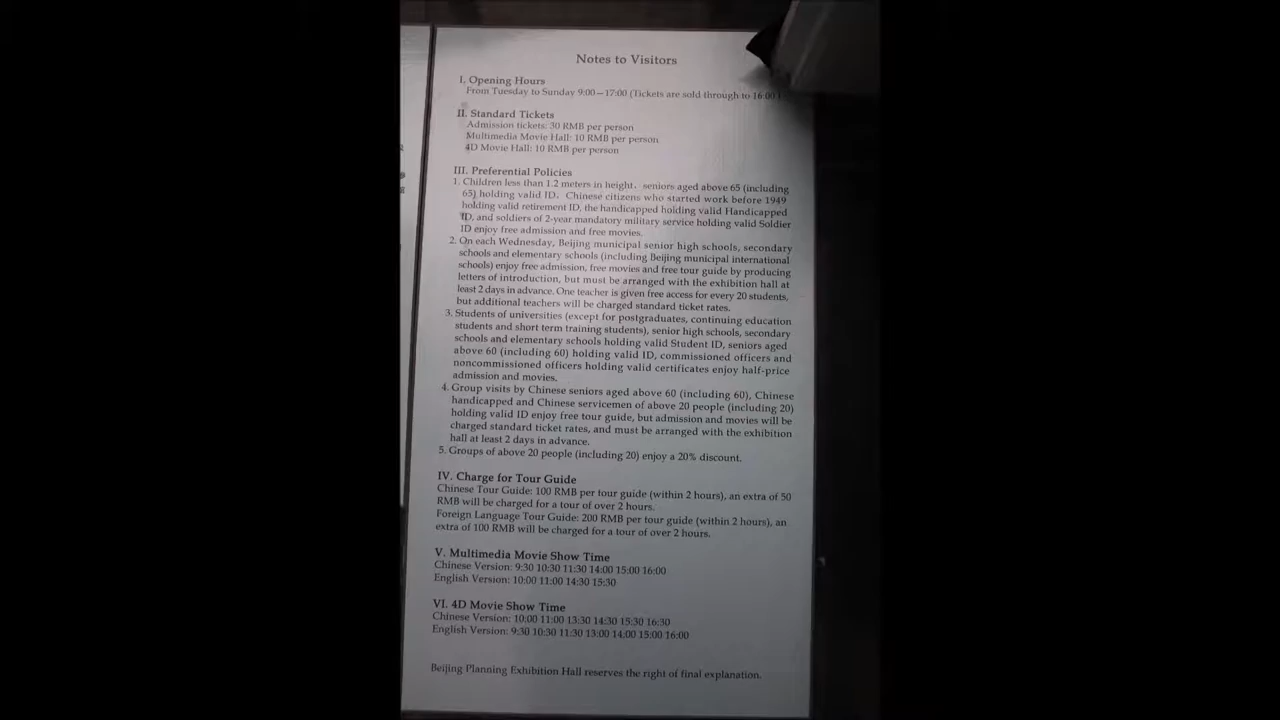 Notes to Visitors
I. Opening Hours
From Tuesday to Sunday 9:00—17:00 (Tickets are sold through to 16:00
II. Standard Tickets
Admission tickets: 30 RMB per person
Multimedia Movie Hall: 10 RMB per person
4D Movie Hall: 10 RMB per person
III. Preferential Policies
1. Children less than 1.2 meters in height, seniors aged above 65 (including
65) holding valid ID, Chinese citizens who started work before 1949
holding valid retirement ID, the handicapped holding valid Handicapped
ID, and soldiers of 2-year mandatory military service holding valid Soldier
ID enjoy free admission and free movies.
2. On each Wednesday, Beijing municipal senior high schools, secondary
schools and elementary schools (including Beijing municipal international
schools) enjoy free admission, free movies and free tour guide by producing
letters of introduction, but must be arranged with the exhibition hall at
least 2 days in advance. One teacher is given free access for every 20 students,
but additional teachers will be charged standard ticket rates.
3. Students of universities (except for postgraduates, continuing education
students and short term training students), senior high schools, secondary
schools and elementary schools holding valid Student ID, seniors aged
above 60 (including 60) holding valid ID, commissioned officers and
noncommissioned officers holding valid certificates enjoy half-price
admission and movies.
4. Group visits by Chinese seniors aged above 60 (including 60), Chinese
handicapped and Chinese servicemen of above 20 people (including 20)
holding valid ID enjoy free tour guide, but admission and movies will be
charged standard ticket rates, and must be arranged with the exhibition
hall at least 2 days in advance.
5. Groups of above 20 people (including 20) enjoy a 20% discount.
IV. Charge for Tour Guide
Chinese Tour Guide: 100 RMB per tour guide (within 2 hours), an extra of 50
RMB will be charged for a tour of over 2 hours.
Foreign Language Tour Guide: 200 RMB per tour guide (within 2 hours), an
extra of 100 RMB will be charged for a tour of over 2 hours.
V. Multimedia Movie Show Time
Chinese Version: 9:30 10:30 11:30 14:00 15:00 16:00
English Version: 10:00 11:00 14:30 15:30
VI. 4D Movie Show Time
Chinese Version: 10:00 11:00 13:30 14:30 15:30 16:30
English Version: 9:30 10:30 11:30 13:00 14:00 15:00 16:00
Beijing Planning Exhibition Hall reserves the right of final explanation.